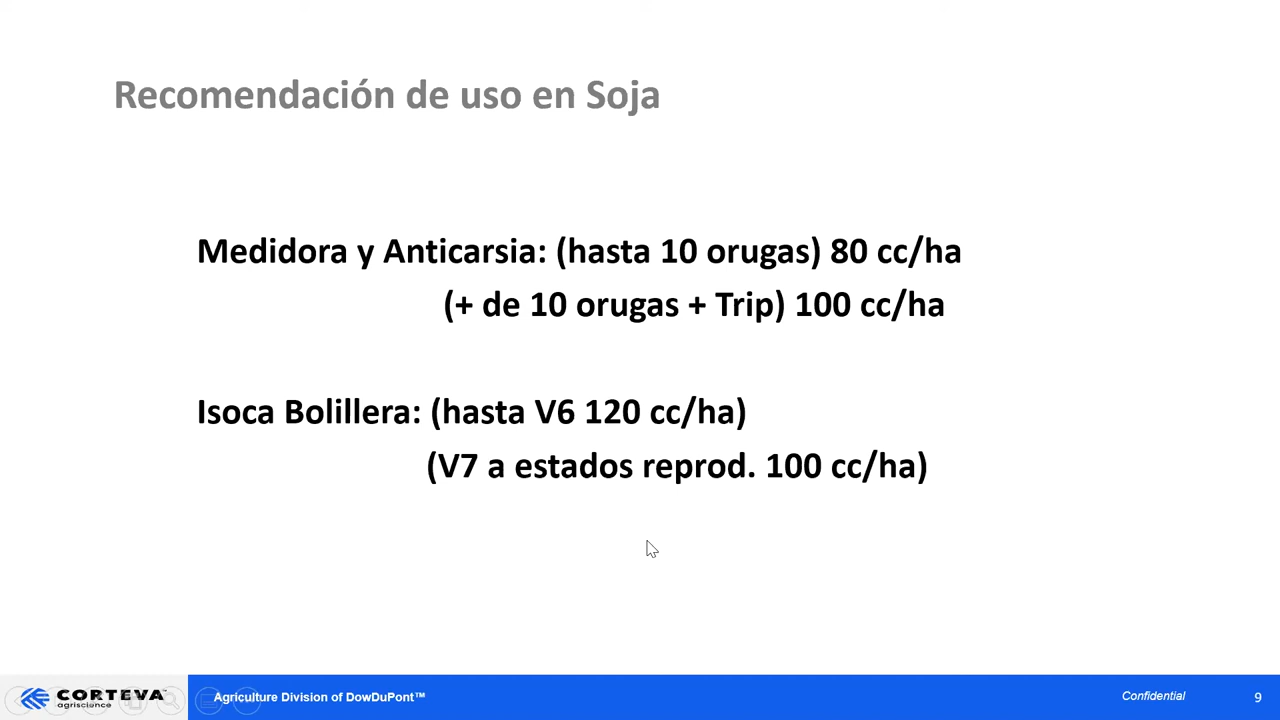 Recomendación de uso en Soja
Medidora y Anticarsia: (hasta 10 orugas) 80 cc/ha
(+ de 10 orugas + Trip) 100 cc/ha
Isoca Bolillera: (hasta V6 120 cc/ha)
(V7 a estados reprod. 100 cc/ha)
CORTEVA™
agriscience
Agriculture Division of DowDuPont™
Confidential
9